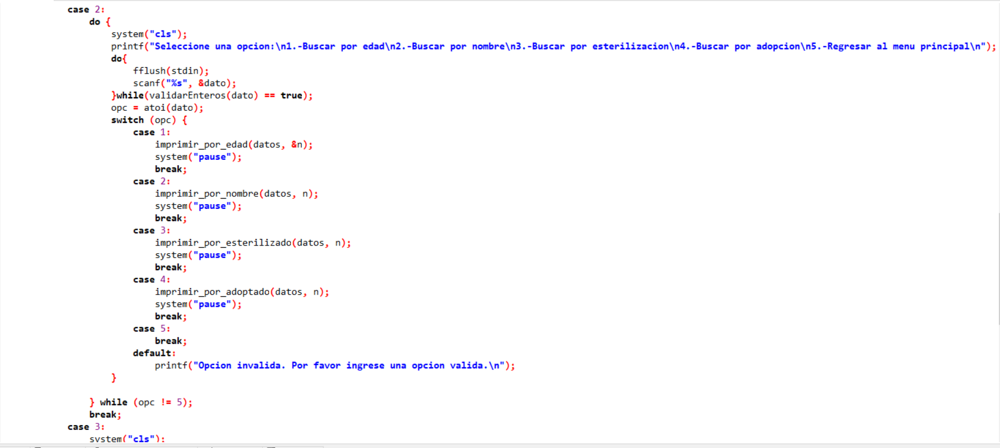 case 2:
do {
system("cls");
printf("Seleccione una opcion:\n1.-Buscar por edad\n2.-Buscar por nombre\n3.-Buscar por esterilizacion\n4.-Buscar por adopcion\n5.-Regresar al menu principal\n");
do{
fflush(stdin);
scanf("%s", &dato);
}while(validarEnteros(dato) == true);
opc = atoi(dato);
switch (opc) {
case 1:
imprimir_por_edad(datos, &n);
system("pause");
break;
case 2:
imprimir_por_nombre(datos, n);
system("pause");
break;
case 3:
imprimir_por_esterilizado(datos, n);
system("pause");
break;
case 4:
imprimir_por_adoptado(datos, n);
system("pause");
break;
case 5:
break;
default:
printf("Opcion invalida. Por favor ingrese una opcion valida.\n");
}
} while (opc != 5);
break;
case 3:
system("cls");